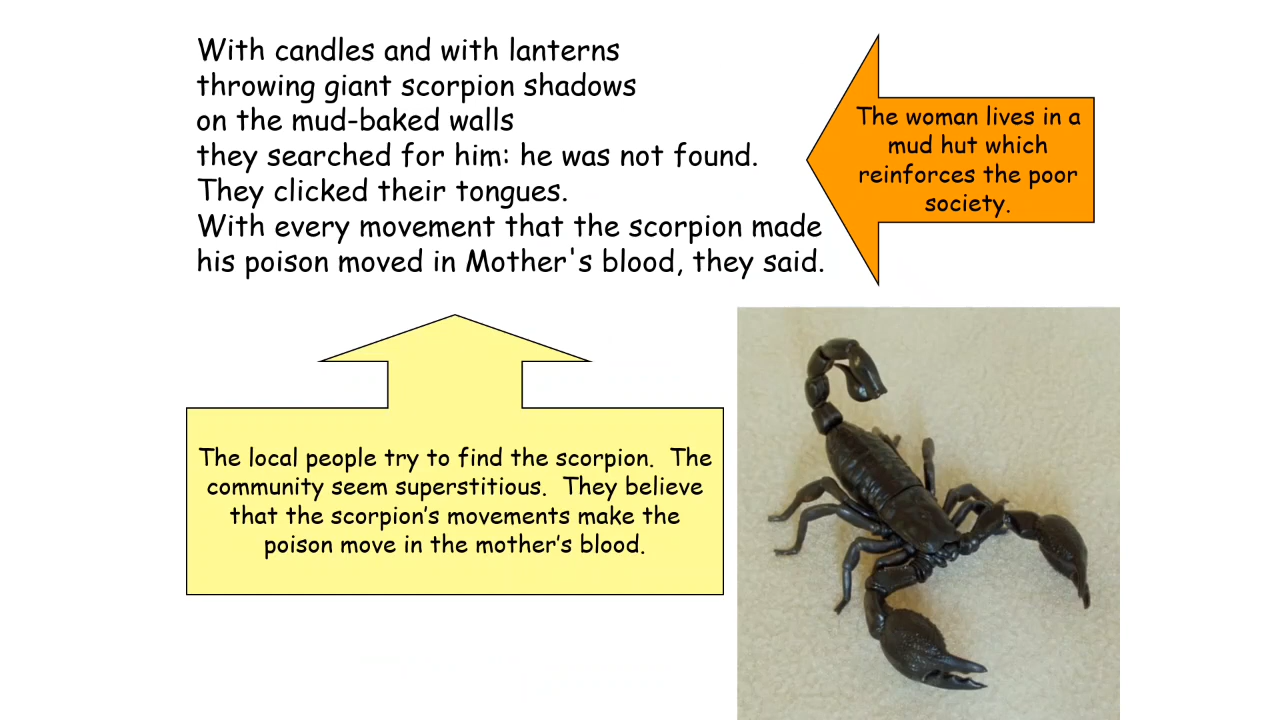 With candles and with lanterns
throwing giant scorpion shadows
on the mud-baked walls
they searched for him: he was not found.
They clicked their tongues.
With every movement that the scorpion made
his poison moved in Mother's blood, they said.
The woman lives in a
mud hut which
reinforces the poor
society.
The local people try to find the scorpion.  The
community seem superstitious.  They believe
that the scorpion’s movements make the
poison move in the mother’s blood.